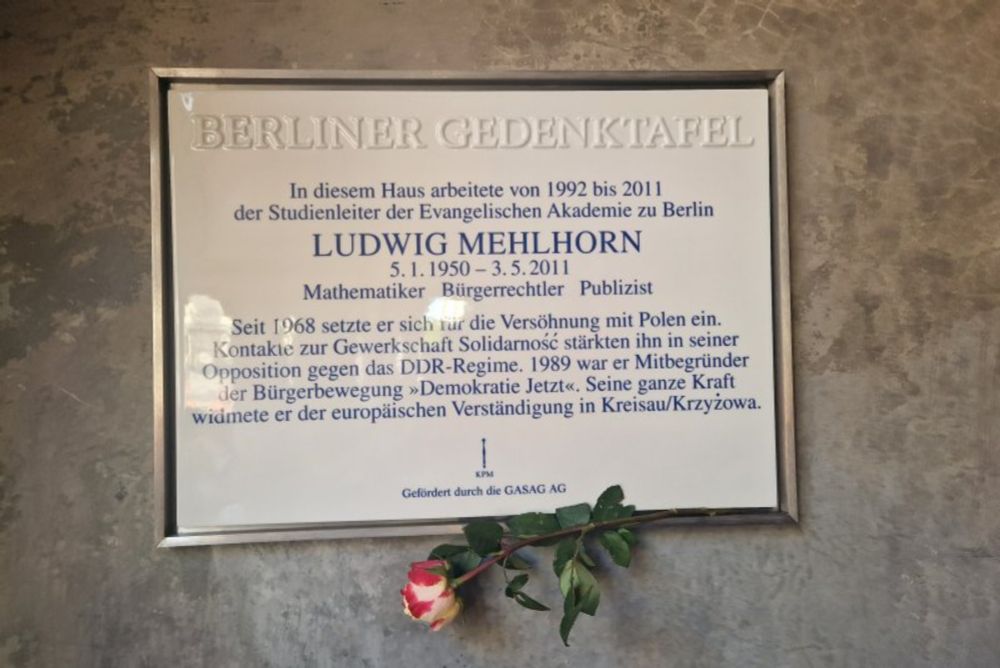 BERLINER GEDENKTAFEL
In diesem Haus arbeitete von 1992 bis 2011
der Studienleiter der Evangelischen Akademie zu Berlin
LUDWIG MEHLHORN
5. 1. 1950 – 3. 5. 2011
Mathematiker Bürgerrechtler Publizist
Seit 1968 setzte er sich für die Versöhnung mit Polen ein.
Kontakte zur Gewerkschaft Solidarność stärkten ihn in seiner
Opposition gegen das DDR-Regime. 1989 war er Mitbegründer
der Bürgerbewegung »Demokratie Jetzt«. Seine ganze Kraft
widmete er der europäischen Verständigung in Kreisau/Krzyżowa.
KPM
Gefördert durch die GASAG AG